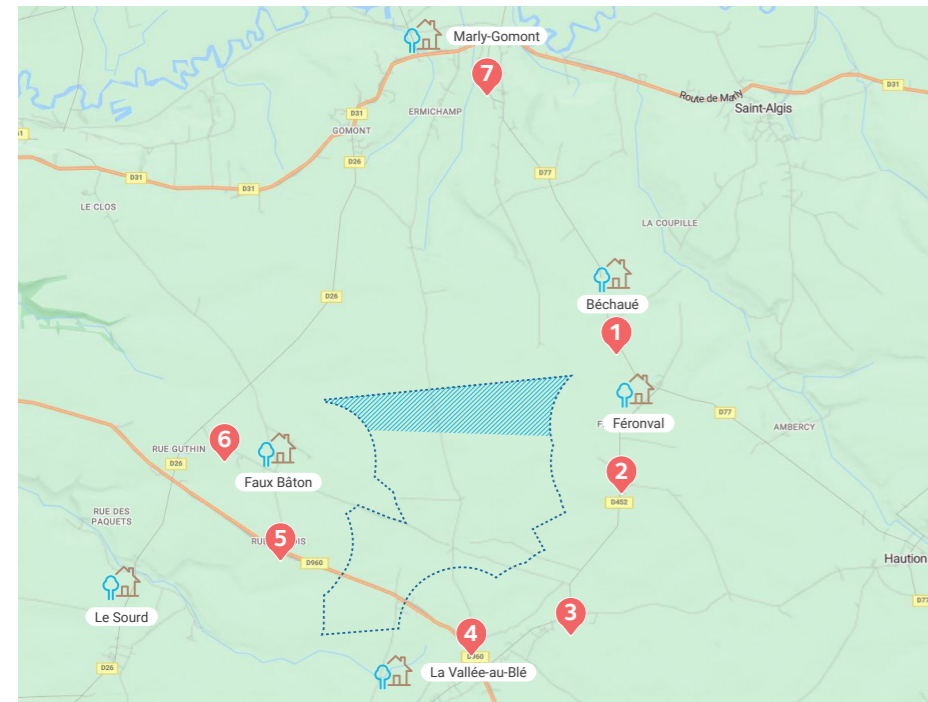 Marly-Gomont
7
Route de Marly
D31
Saint-Algis
D31
ERMICHAMP
GOMONT
D26
D77
D31
D31
LE CLOS
LA COUPILLE
D26
Béchaué
1
Féronval
D77
AMBERCY
6
RUE GUTHIN
D26
Faux Bâton
2
D452
RUE DES
PAQUETS
5
D960
Haution
D77
Le Sourd
3
4
D960
La Vallée-au-Blé
D26